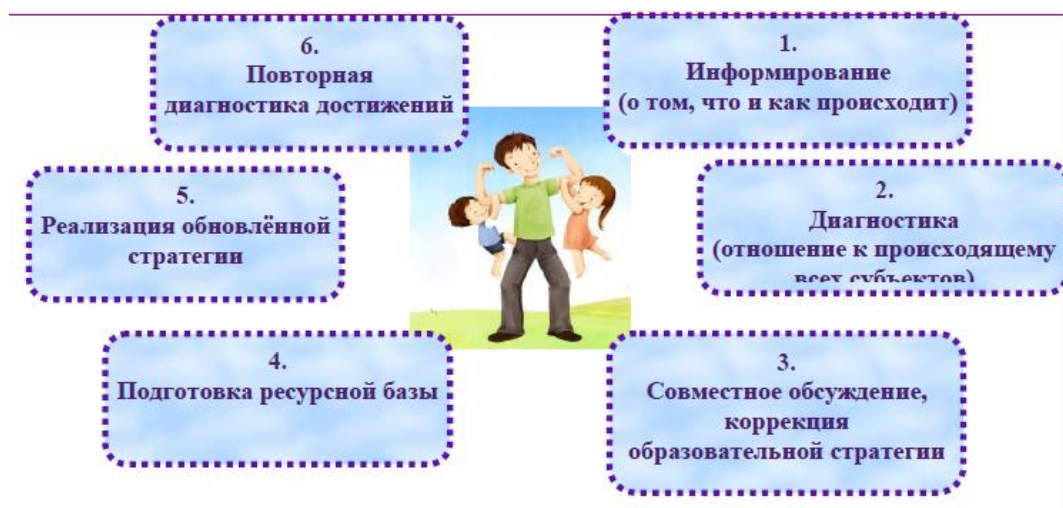 1.
Информирование
(о том, что и как происходит)
2.
Диагностика
(отношение к происходящему
всех субъектов)
3.
Совместное обсуждение,
коррекция
образовательной стратегии
4.
Подготовка ресурсной базы
5.
Реализация обновлённой
стратегии
6.
Повторная
диагностика достижений